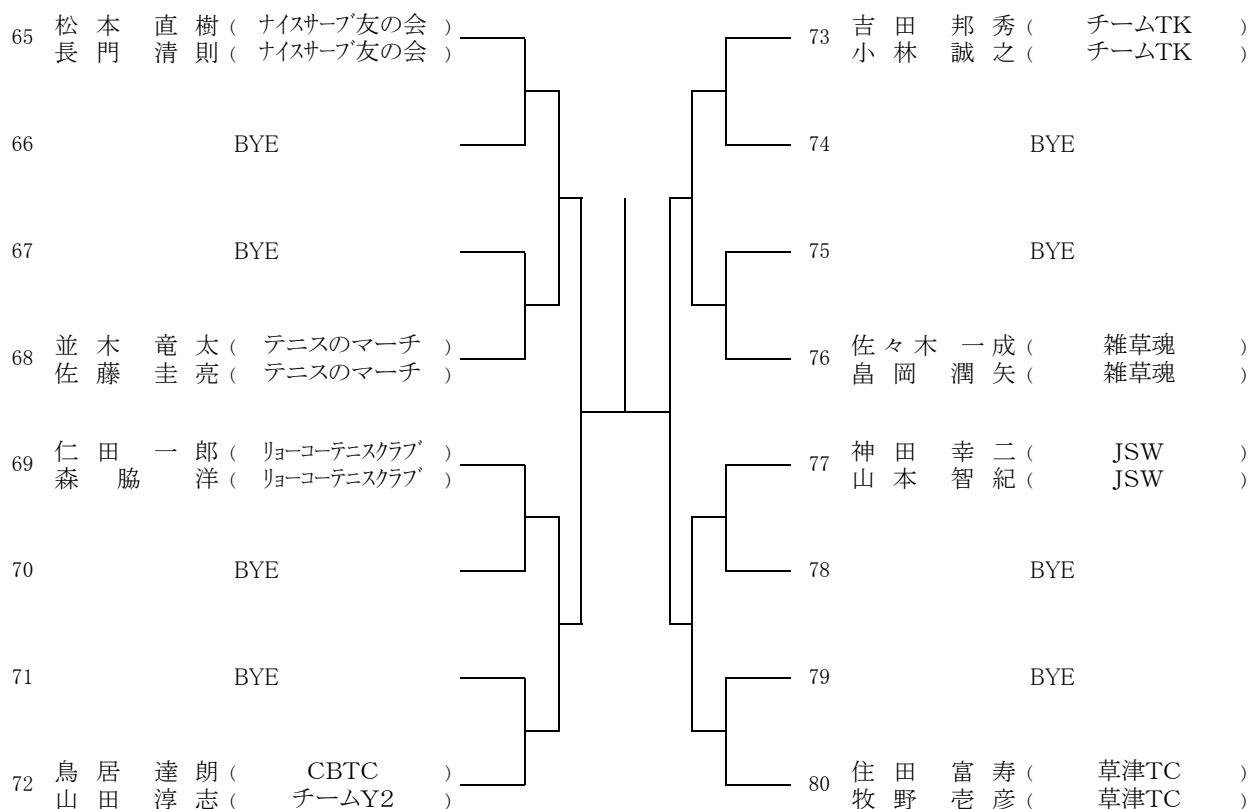 65 松本 直樹 ( ナイスサーブ友の会 )
長門 清則 ( ナイスサーブ友の会 )
66 BYE
67 BYE
68 並木 竜太 ( テニスのマーチ )
佐藤 圭亮 ( テニスのマーチ )
69 仁田 一郎 ( リョーコーテニスクラブ )
森脇 洋 ( リョーコーテニスクラブ )
70 BYE
71 BYE
72 鳥居 達朗 ( CBTC )
山田 淳志 ( チームY2 )
73 吉田 邦秀 ( チームTK )
小林 誠之 ( チームTK )
74 BYE
75 BYE
76 佐々木 一成 ( 雑草魂 )
畠岡 潤矢 ( 雑草魂 )
77 神田 幸二 ( JSW )
山本 智紀 ( JSW )
78 BYE
79 BYE
80 住田 富寿 ( 草津TC )
牧野 壱彦 ( 草津TC )